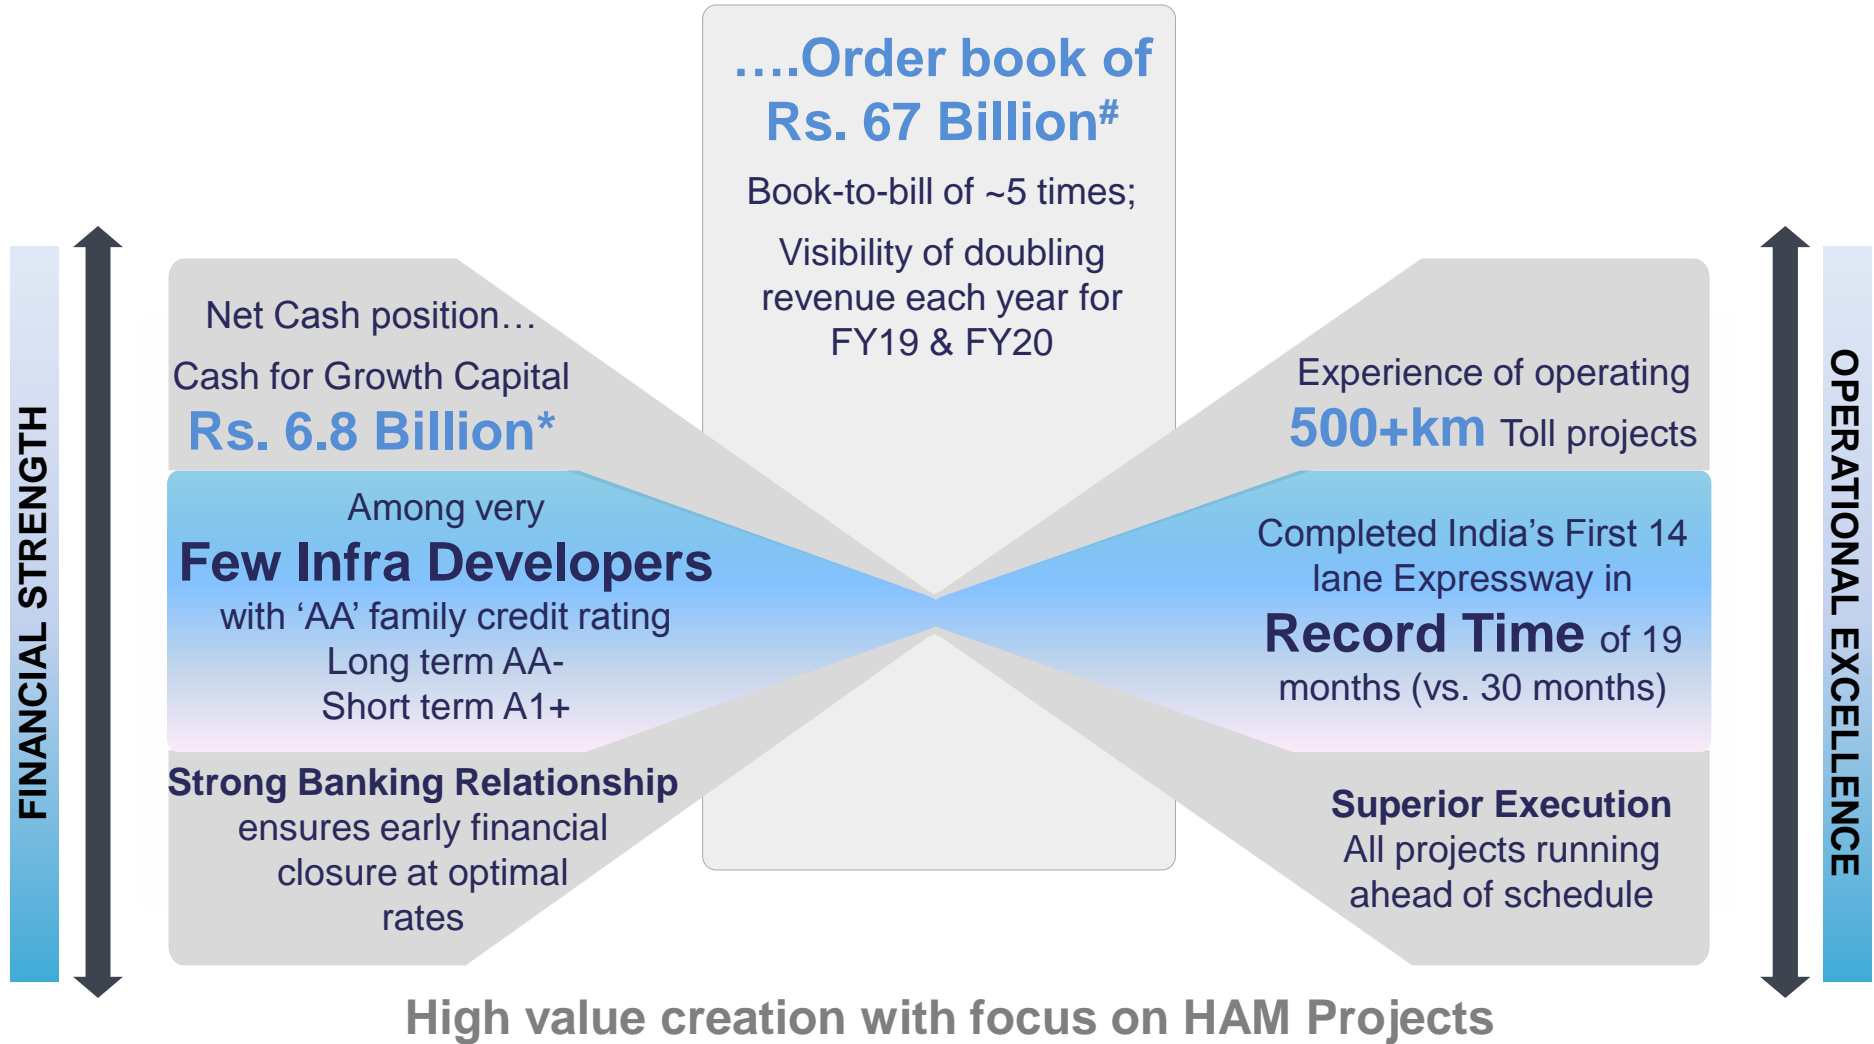 ….Order book of
Rs. 67 Billion#
Book-to-bill of ~5 times;
Visibility of doubling
revenue each year for
FY19 & FY20
FINANCIAL STRENGTH
Net Cash position…
Cash for Growth Capital
Rs. 6.8 Billion*
Among very
Few Infra Developers
with ‘AA’ family credit rating
Long term AA-
Short term A1+
Strong Banking Relationship
ensures early financial
closure at optimal
rates
Experience of operating
500+km Toll projects
Completed India’s First 14
lane Expressway in
Record Time of 19
months (vs. 30 months)
Superior Execution
All projects running
ahead of schedule
OPERATIONAL EXCELLENCE
High value creation with focus on HAM Projects